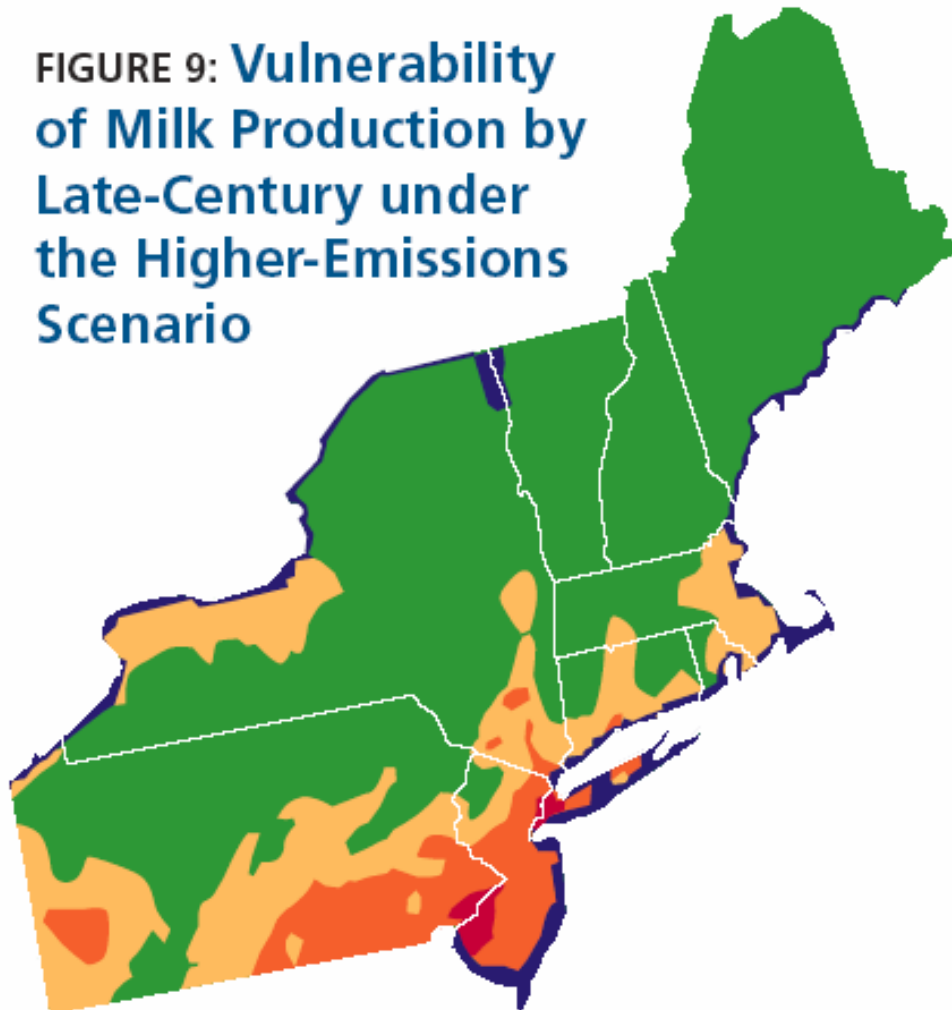 FIGURE 9: Vulnerability
of Milk Production by
Late-Century under
the Higher-Emissions
Scenario